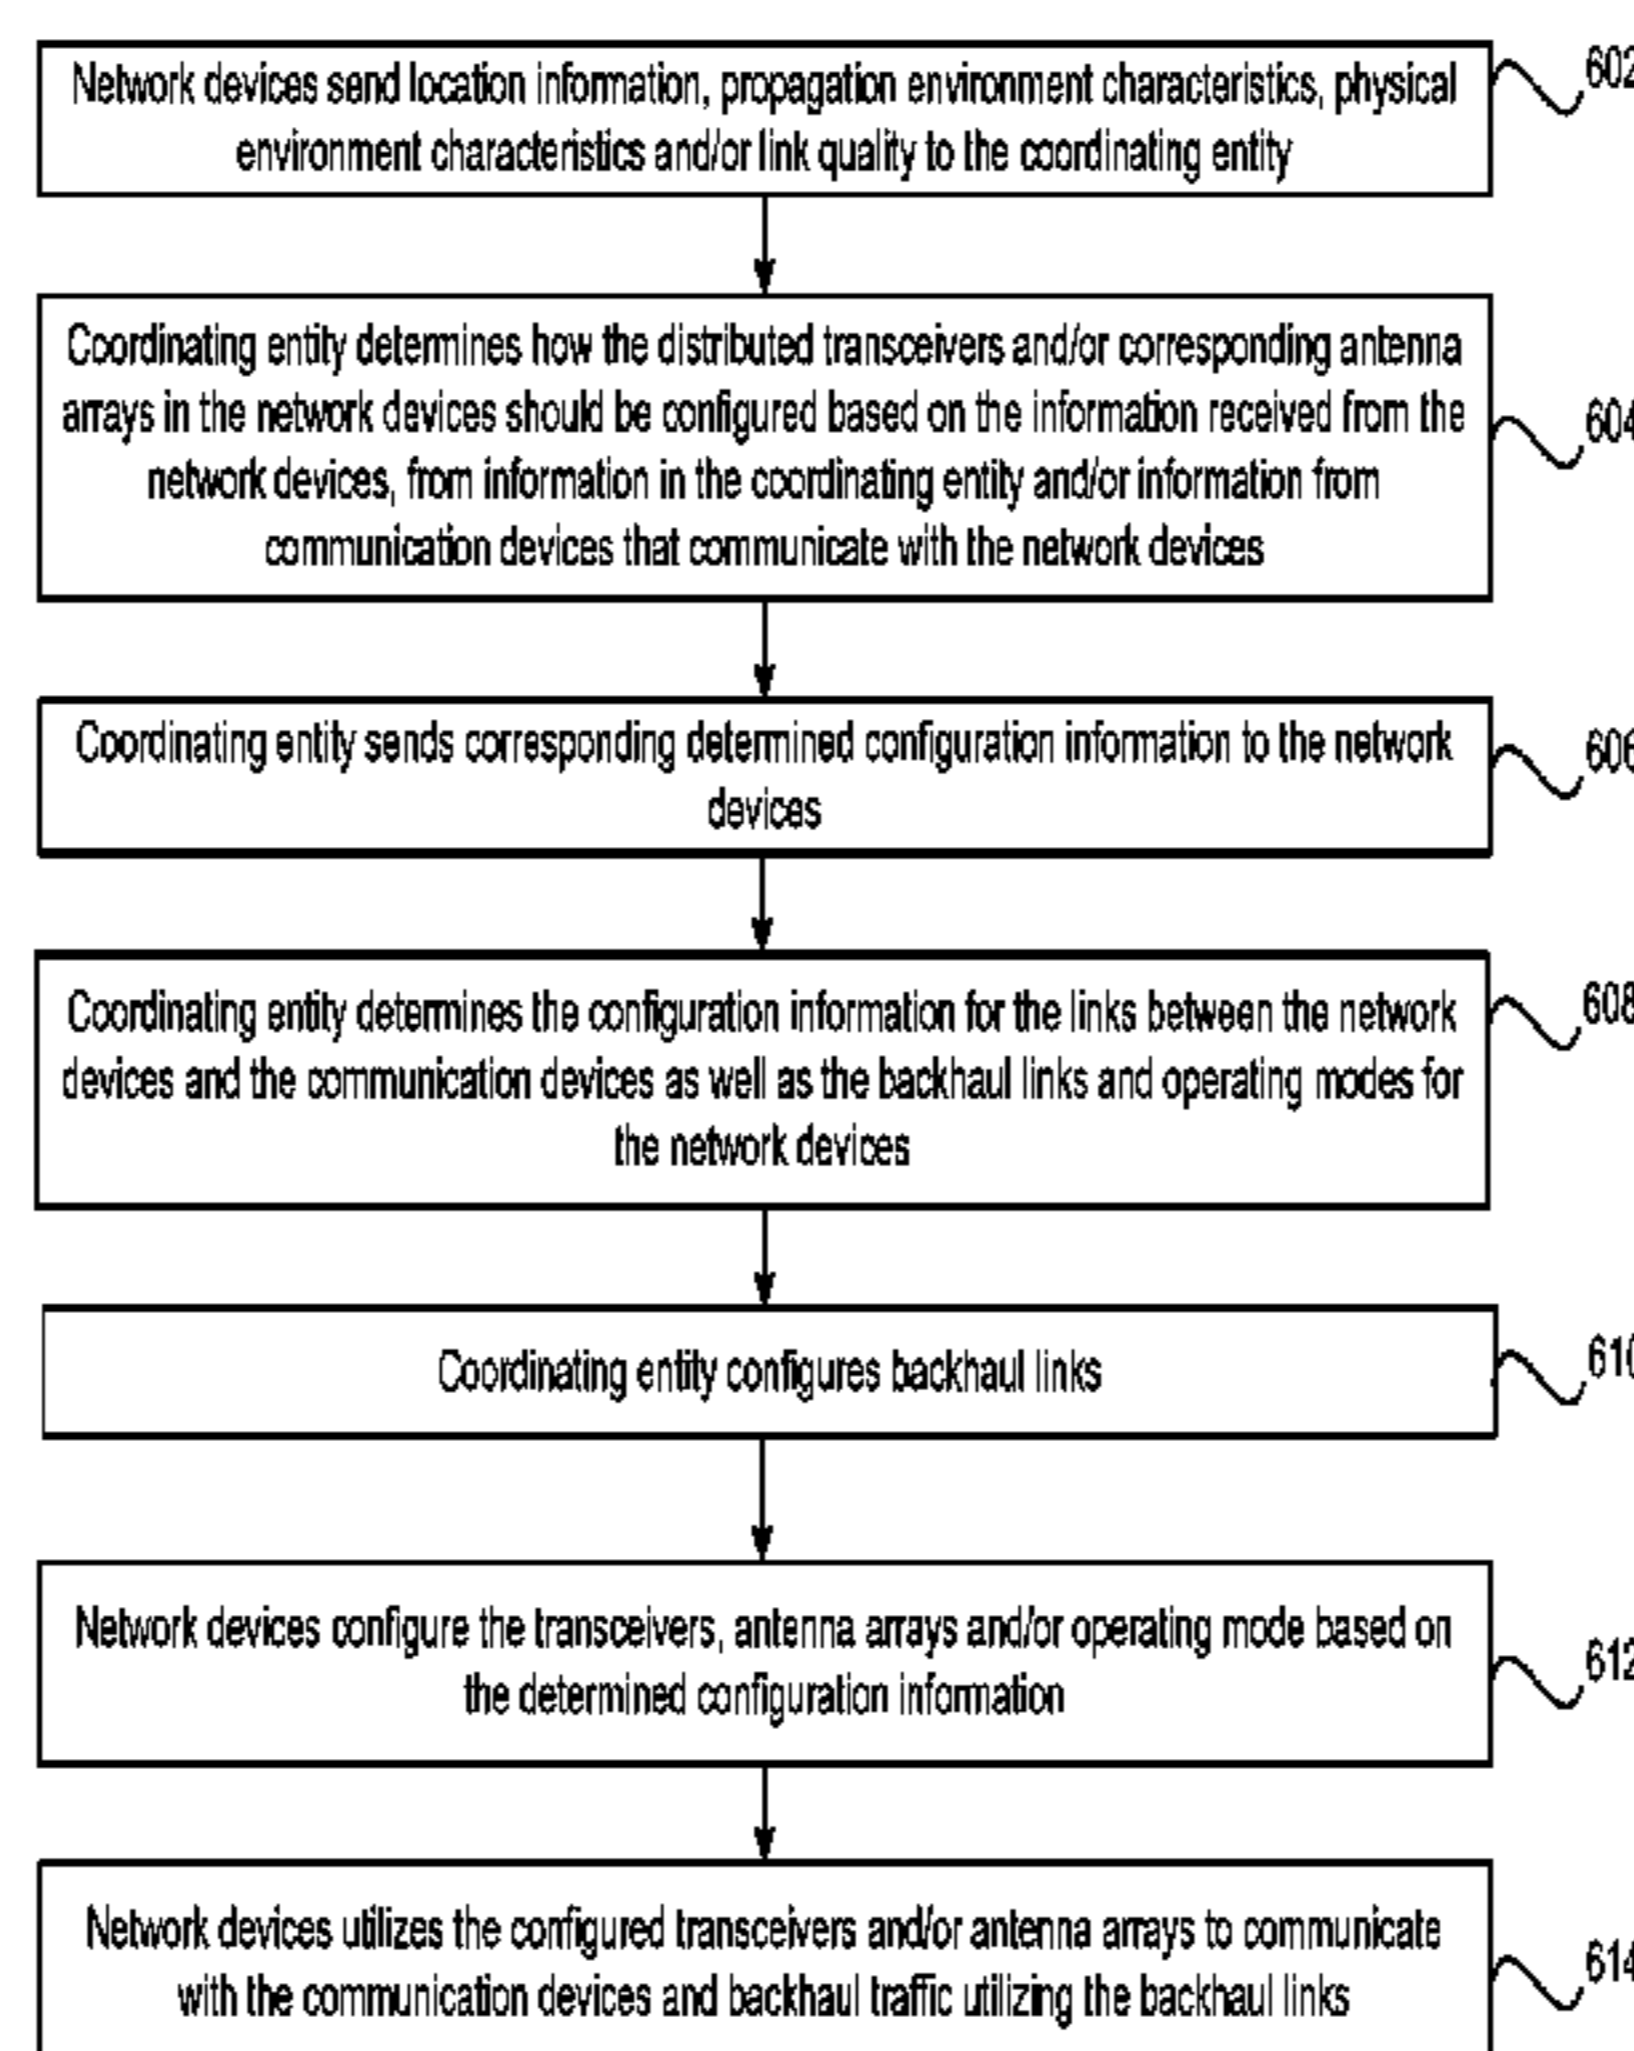 Network devices send location information, propagation environment characteristics, physical
602
environment characteristics and/or link quality to the coordinating entity
Coordinating entity determines how the distributed transceivers and/or corresponding antenna
arrays in the network devices should be configured based on the information received from the
604
network devices, from information in the coordinating entity and/or information from
communication devices that communicate with the network devices
Coordinating entity sends corresponding determined configuration information to the network
606
devices
Coordinating entity determines the configuration information for the links between the network
608
devices and the communication devices as well as the backhaul links and operating modes for
the network devices
Coordinating entity configures backhaul links
610
Network devices configure the transceivers, antenna arrays and/or operating mode based on
612
the determined configuration information
Network devices utilizes the configured transceivers and/or antenna arrays to communicate
614
with the communication devices and backhaul traffic utilizing the backhaul links